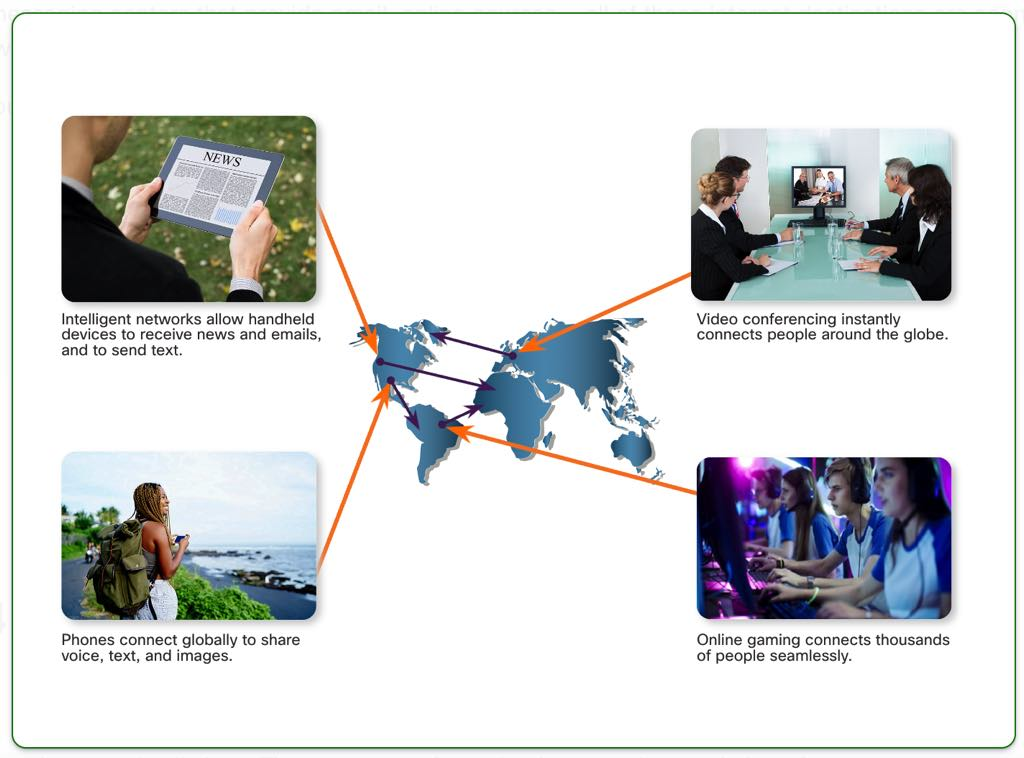 NEWS
Intelligent networks allow handheld
devices to receive news and emails,
and to send text.
Video conferencing instantly
connects people around the globe.
Phones connect globally to share
voice, text, and images.
Online gaming connects thousands
of people seamlessly.